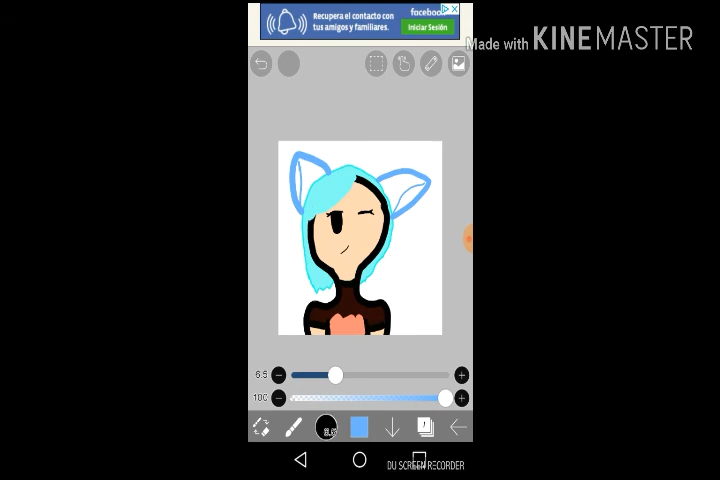 Recupera el contacto con
tus amigos y familiares.
facebook
Iniciar Sesión
Made with KINEMASTER
6.5
100
DU SCREEN RECORDER